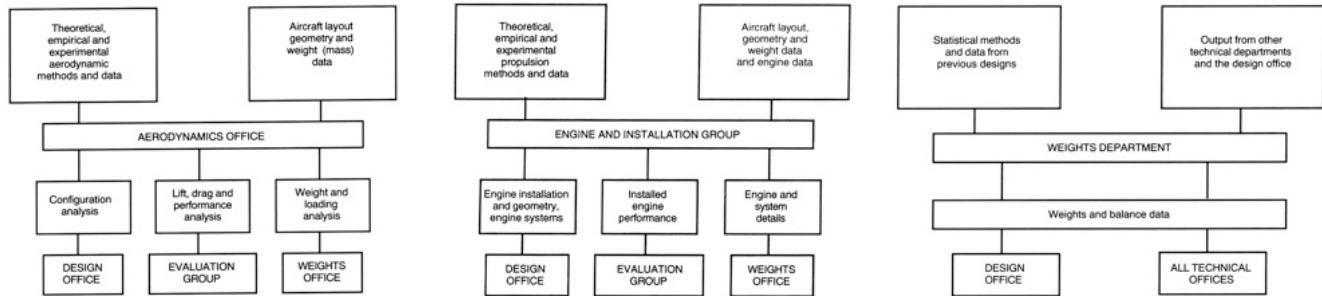 Theoretical,
empirical and
experimental
aerodynamic
methods and data
Aircraft layout
geometry and
weight (mass)
data
AERODYNAMICS OFFICE
Configuration
analysis
Lift, drag and
performance
analysis
Weight and
loading
analysis
DESIGN
OFFICE
EVALUATION
GROUP
WEIGHTS
OFFICE
Theoretical,
empirical and
experimental
propulsion
methods and data
Aircraft layout,
geometry and
weight data
and engine data
ENGINE AND INSTALLATION GROUP
Engine installation
and geometry,
engine systems
Installed
engine
performance
Engine and
system
details
DESIGN
OFFICE
EVALUATION
GROUP
WEIGHTS
OFFICE
Statistical methods
and data from
previous designs
Output from other
technical departments
and the design office
WEIGHTS DEPARTMENT
Weights and balance data
DESIGN
OFFICE
ALL TECHNICAL
OFFICES